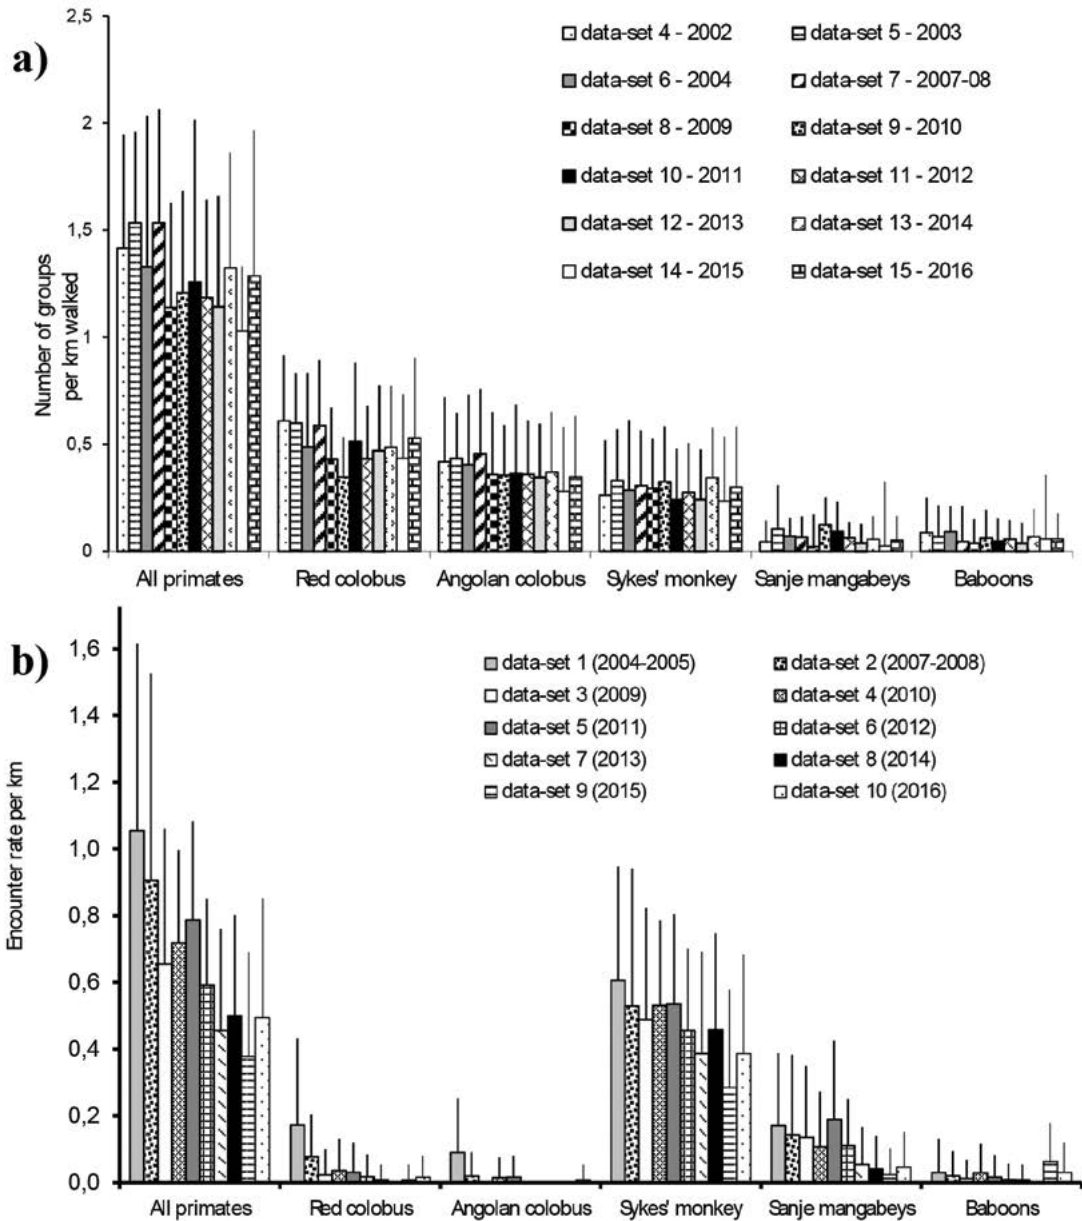 a)
2,5
2
1,5
1
0,5
0
Number of groups
per km walked
data-set 4 - 2002
data-set 5 - 2003
data-set 6 - 2004
data-set 7 - 2007-08
data-set 8 - 2009
data-set 9 - 2010
data-set 10 - 2011
data-set 11 - 2012
data-set 12 - 2013
data-set 13 - 2014
data-set 14 - 2015
data-set 15 - 2016
All primates
Red colobus
Angolan colobus
Sykes' monkey
Sanje mangabeys
Baboons
b)
1,6
1,4
1,2
1,0
0,8
0,6
0,4
0,2
0,0
Encounter rate per km
data-set 1 (2004-2005)
data-set 2 (2007-2008)
data-set 3 (2009)
data-set 4 (2010)
data-set 5 (2011)
data-set 6 (2012)
data-set 7 (2013)
data-set 8 (2014)
data-set 9 (2015)
data-set 10 (2016)
All primates
Red colobus
Angolan colobus
Sykes' monkey
Sanje mangabeys
Baboons